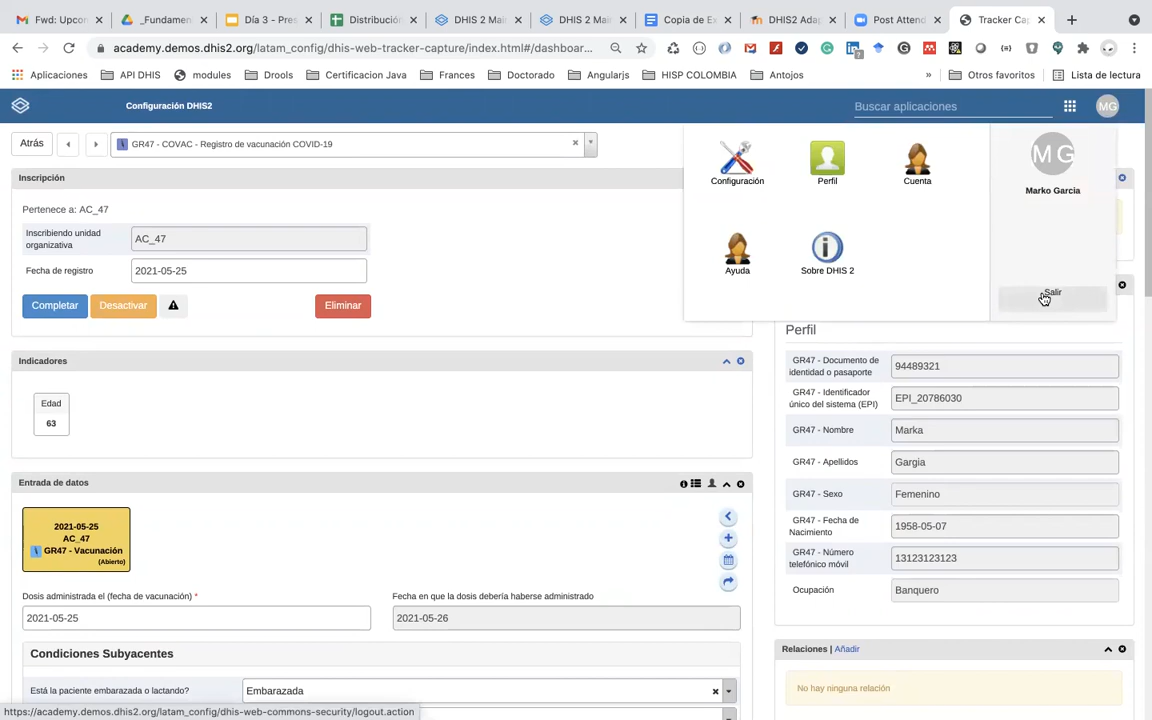 Fwd: Upcon
_Fundamen
Día 3 - Pres
Distribución
DHIS 2 Mai
DHIS 2 Mai
Copia de Es
DHIS2 Adap
Post Attend
Tracker Cap
academy.demos.dhis2.org/latam_config/dhis-web-tracker-capture/index.html#/dashboar...
Aplicaciones
API DHIS
modules
Drools
Certificacion Java
Frances
Doctorado
Angularjs
HISP COLOMBIA
Antojos
»
Otros favoritos
Lista de lectura
Configuración DHIS2
Buscar aplicaciones
MG
Atrás
GR47 - COVAC - Registro de vacunación COVID-19
Configuración
Perfil
Cuenta
Ayuda
Sobre DHIS 2
MG
Marko Garcia
Salir
Inscripción
Pertenece a: AC_47
Inscribiendo unidad
organizativa
AC_47
Fecha de registro
2021-05-25
Completar
Desactivar
Eliminar
Indicadores
Edad
63
Entrada de datos
2021-05-25
AC_47
GR47 - Vacunación
(Abierto)
Dosis administrada el (fecha de vacunación) *
2021-05-25
Fecha en que la dosis debería haberse administrado
2021-05-26
Condiciones Subyacentes
Está la paciente embarazada o lactando?
Embarazada
Perfil
GR47 - Documento de
identidad o pasaporte
94489321
GR47 - Identificador
único del sistema (EPI)
EPI_20786030
GR47 - Nombre
Marka
GR47 - Apellidos
Gargia
GR47 - Sexo
Femenino
GR47 - Fecha de
Nacimiento
1958-05-07
GR47 - Número
telefónico móvil
13123123123
Ocupación
Banquero
Relaciones | Añadir
No hay ninguna relación
https://academy.demos.dhis2.org/latam_config/dhis-web-commons-security/logout.action